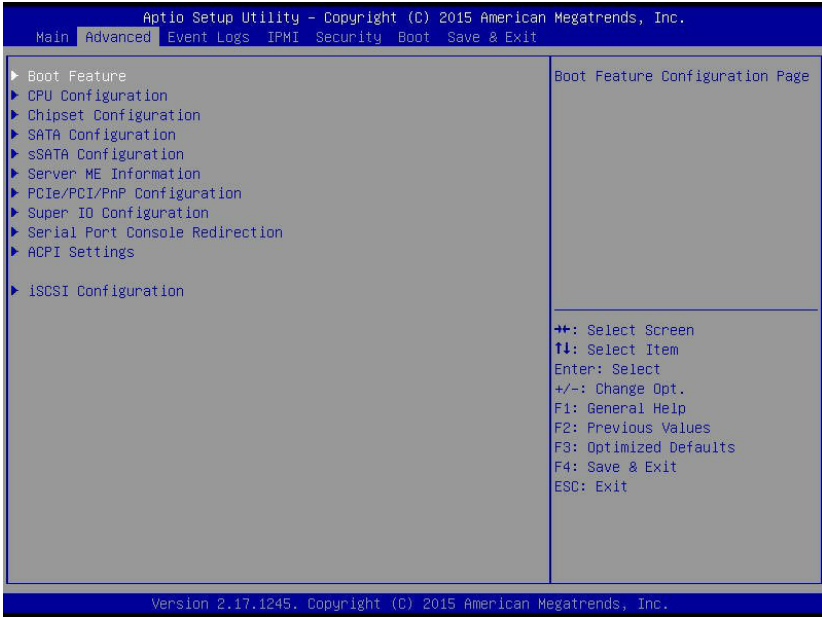 Aptio Setup Utility – Copyright (C) 2015 American Megatrends, Inc.
Main Advanced Event Logs IPMI Security Boot Save & Exit
▶ Boot Feature
▶ CPU Configuration
▶ Chipset Configuration
▶ SATA Configuration
▶ sSATA Configuration
▶ Server ME Information
▶ PCIe/PCI/PnP Configuration
▶ Super IO Configuration
▶ Serial Port Console Redirection
▶ ACPI Settings
▶ iSCSI Configuration
Boot Feature Configuration Page
→←: Select Screen
↑↓: Select Item
Enter: Select
+/-: Change Opt.
F1: General Help
F2: Previous Values
F3: Optimized Defaults
F4: Save & Exit
ESC: Exit
Version 2.17.1245. Copyright (C) 2015 American Megatrends, Inc.